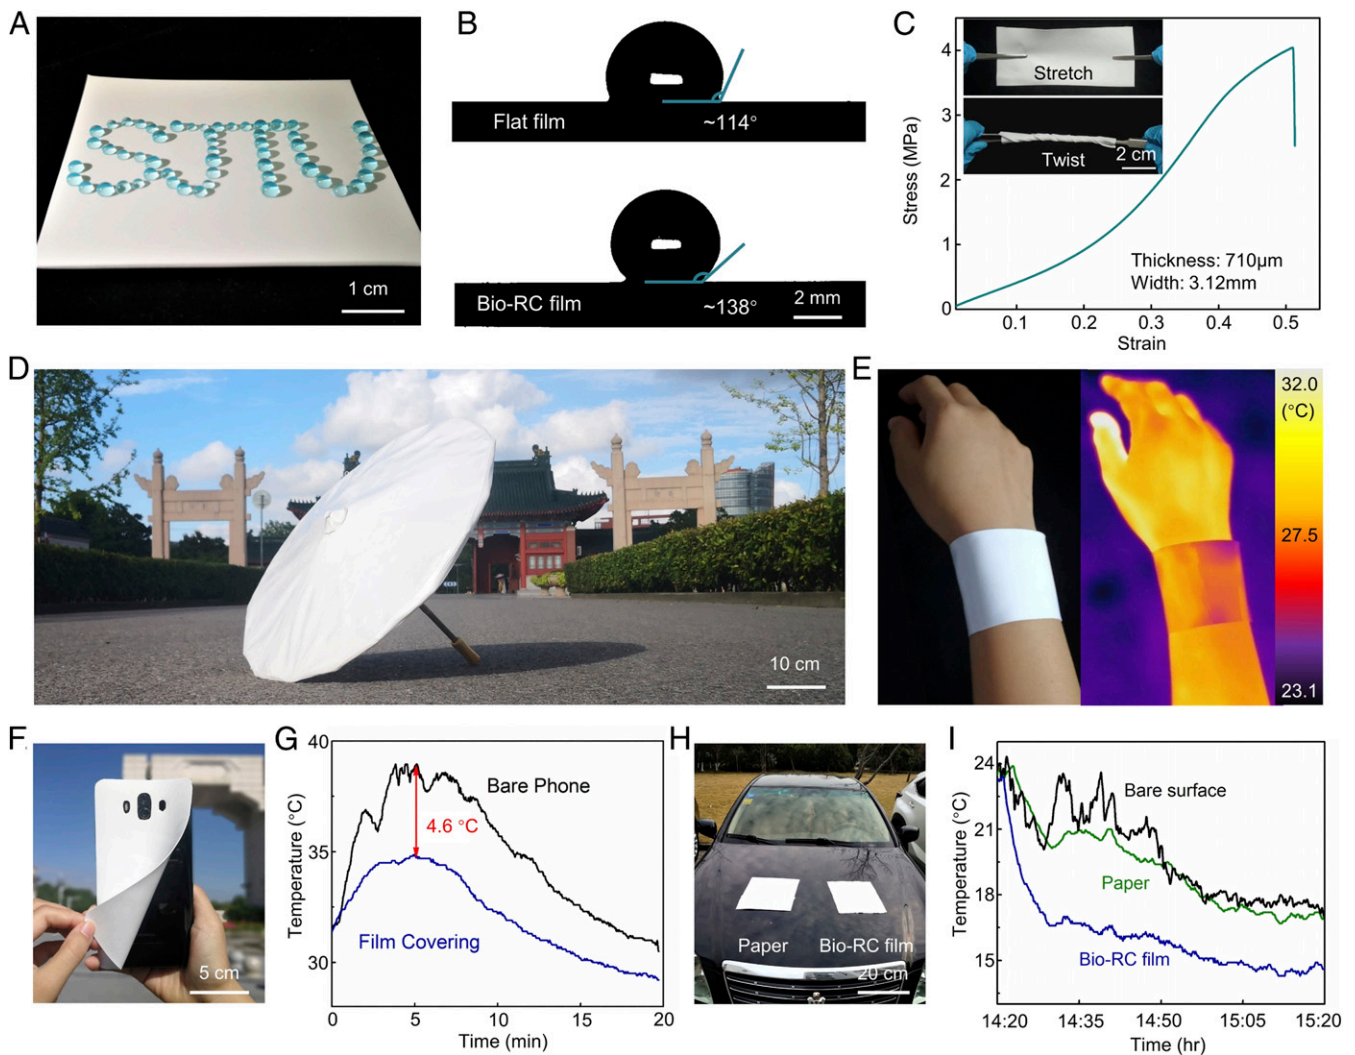 A
SJTU
1 cm
B
Flat film
~114°
Bio-RC film
~138°
2 mm
C
Stress (MPa)
4
3
2
1
0
Stretch
Twist
2 cm
Thickness: 710μm
Width: 3.12mm
0.1 0.2 0.3 0.4 0.5
Strain
D
10 cm
E
32.0
(°C)
27.5
23.1
F
5 cm
G
Temperature (°C)
40
35
30
Bare Phone
4.6 °C
Film Covering
0 5 10 15 20
Time (min)
H
Paper
Bio-RC film
20 cm
I
Temperature (°C)
24
21
18
15
Bare surface
Paper
Bio-RC film
14:20 14:35 14:50 15:05 15:20
Time (hr)